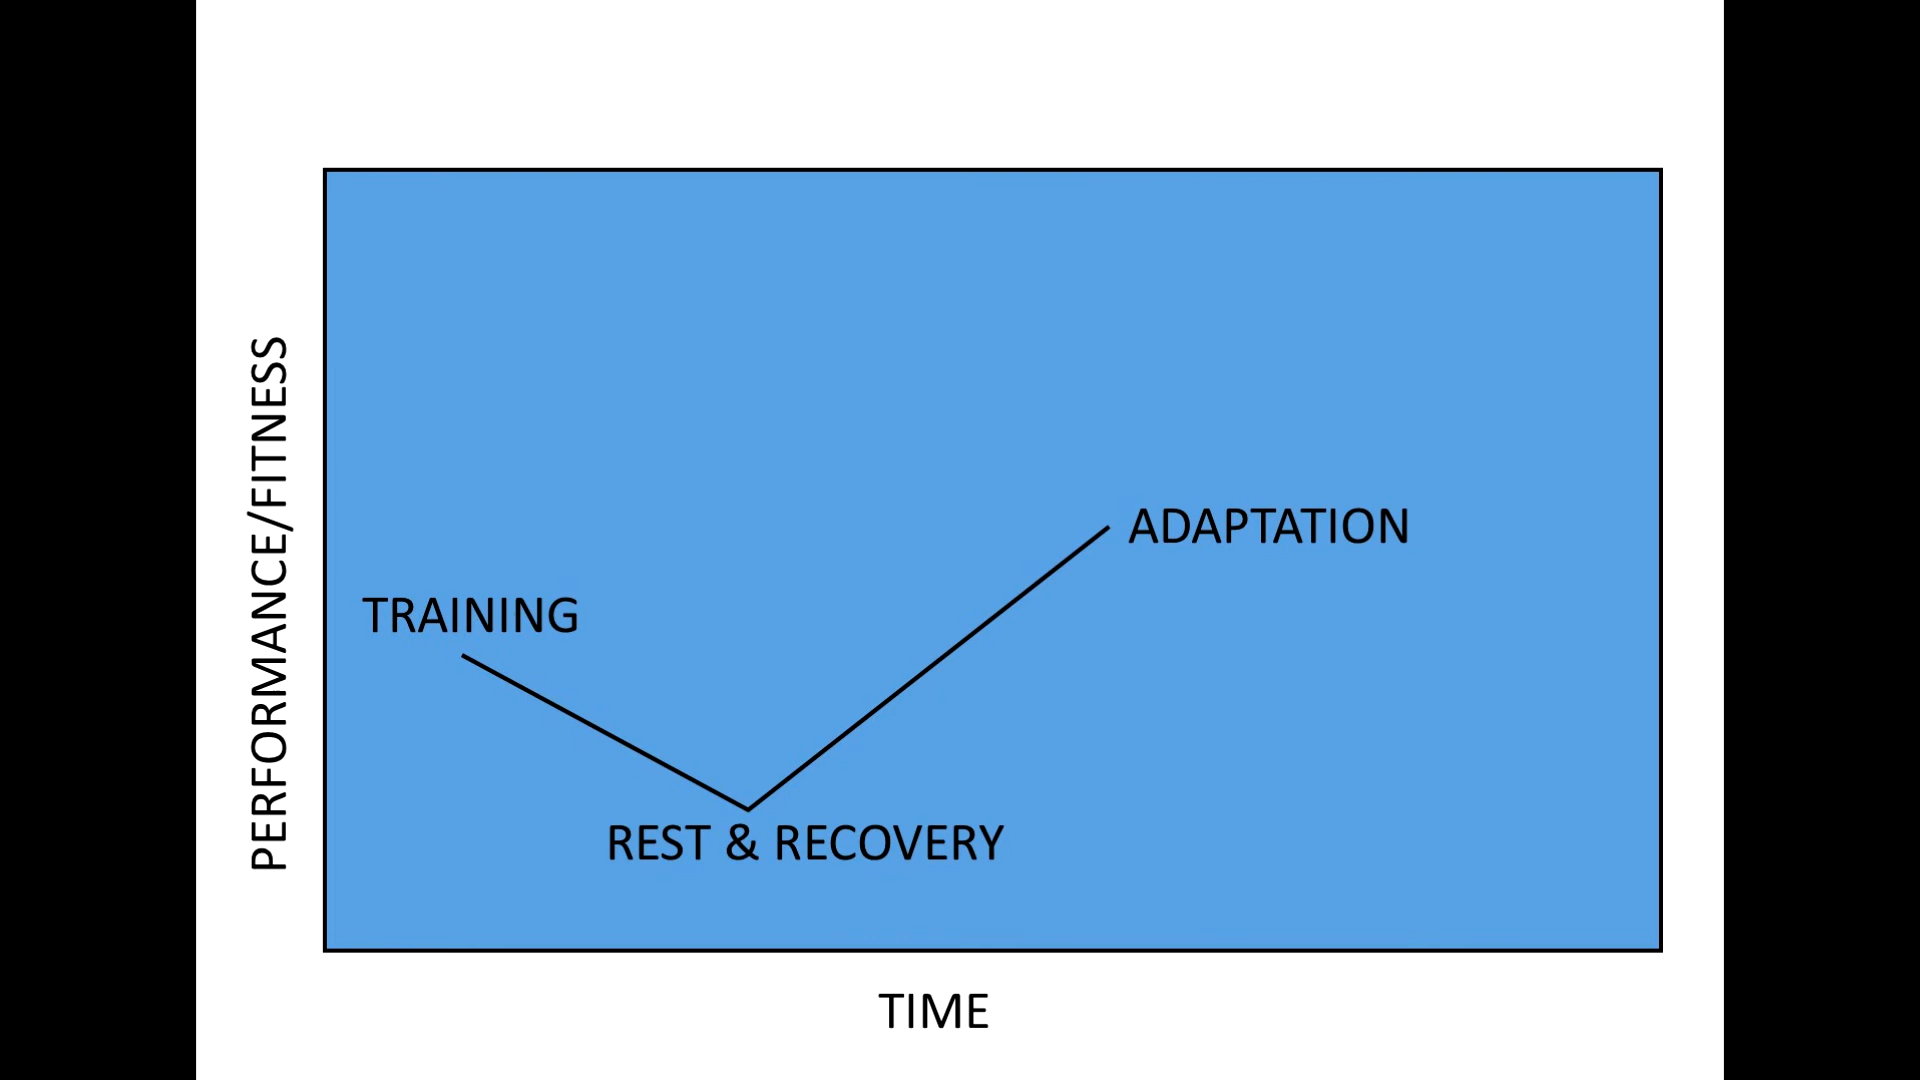 PERFORMANCE/FITNESS
TRAINING
ADAPTATION
REST & RECOVERY
TIME